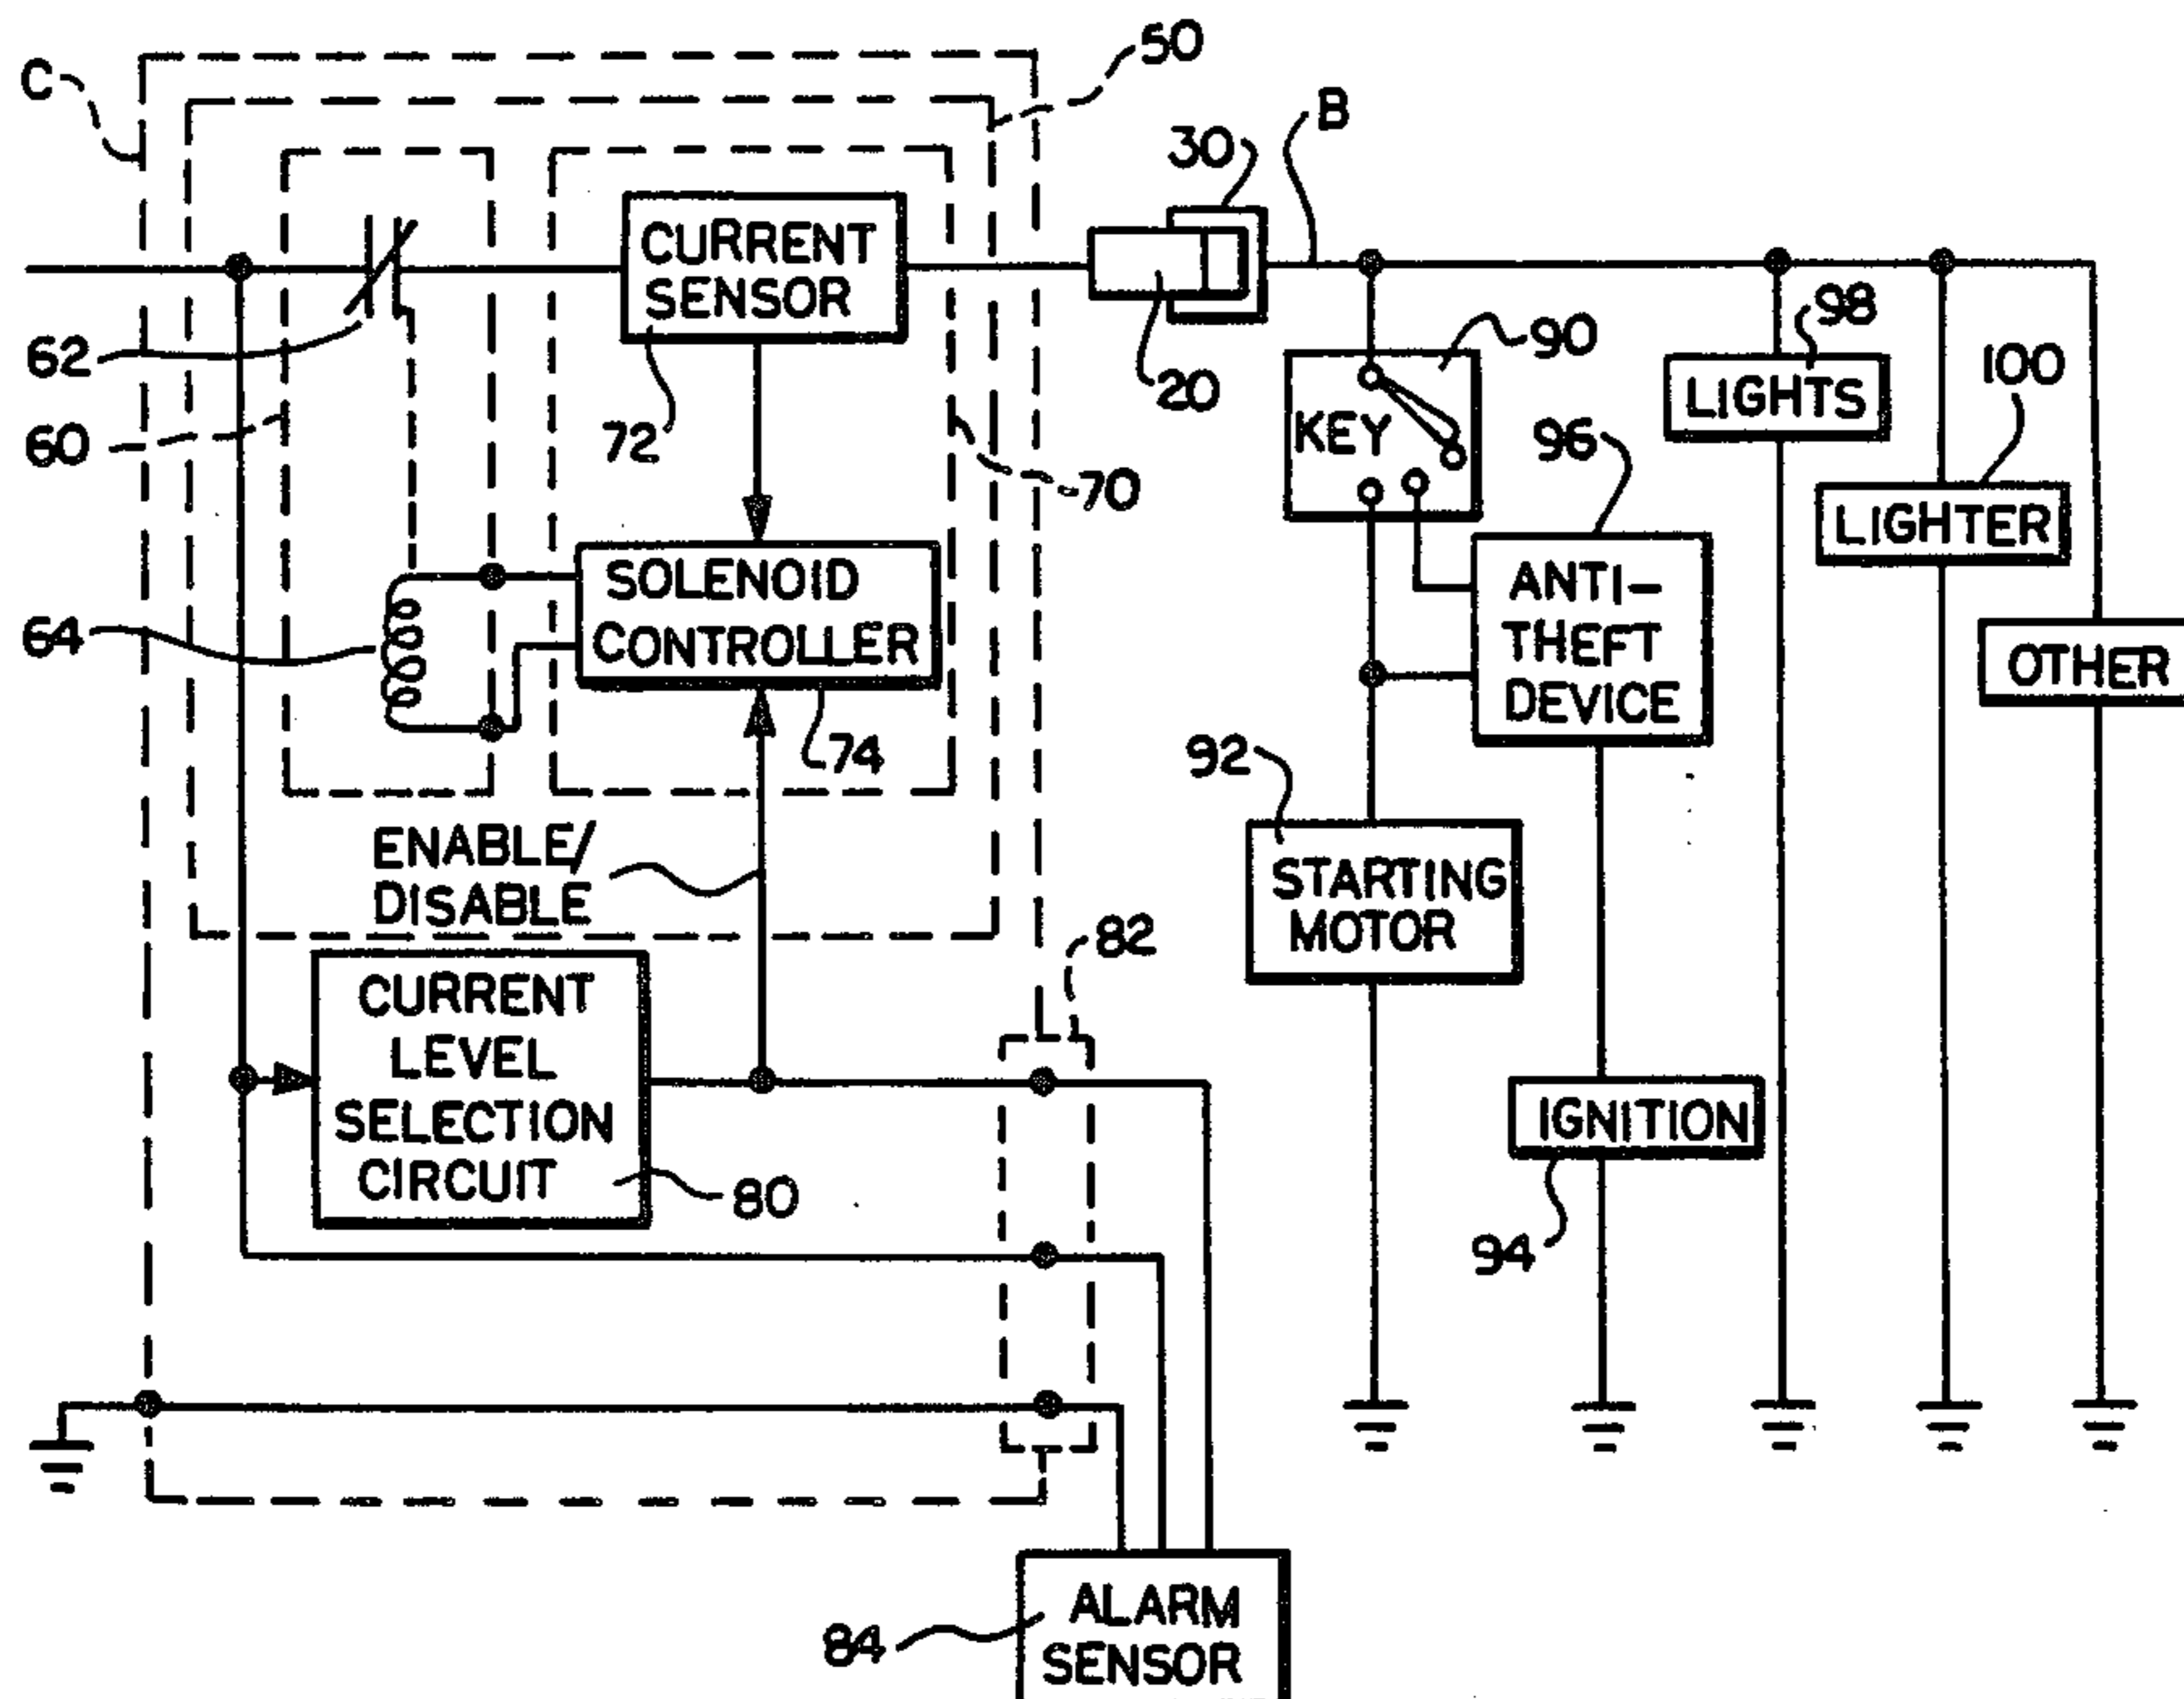 C
50
30
B
CURRENT
SENSOR
62
60
72
20
90
KEY
98
LIGHTS
100
96
LIGHTER
70
SOLENOID
CONTROLLER
64
74
ANTI-
THEFT
DEVICE
OTHER
92
ENABLE/
DISABLE
STARTING
MOTOR
82
CURRENT
LEVEL
SELECTION
CIRCUIT
80
IGNITION
94
84
ALARM
SENSOR